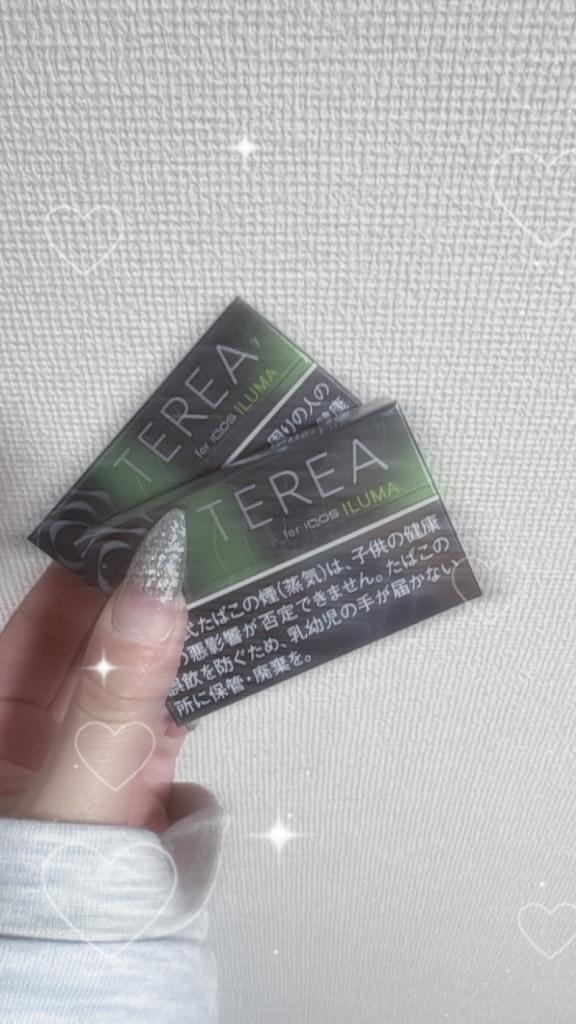 TEREA
for IQOS ILUMA
周りの人の
TEREA
for IQOS ILUMA
式たばこの煙(蒸気)は、子供の健康
の悪影響が否定できません。たばこの
誤飲を防ぐため、乳幼児の手が届かない
所に保管・廃棄を。